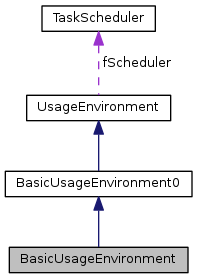 TaskScheduler
fScheduler
UsageEnvironment
BasicUsageEnvironment0
BasicUsageEnvironment